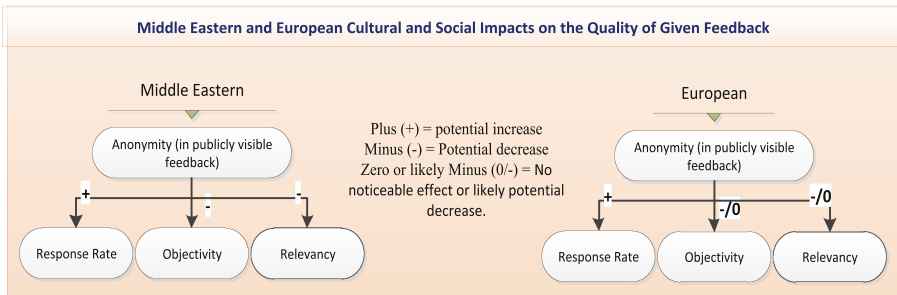 Middle Eastern and European Cultural and Social Impacts on the Quality of Given Feedback
Middle Eastern
Anonymity (in publicly visible
feedback)
+
-
-
Response Rate
Objectivity
Relevancy
Plus (+) = potential increase
Minus (-) = Potential decrease
Zero or likely Minus (0/-) = No
noticeable effect or likely potential
decrease.
European
Anonymity (in publicly visible
feedback)
+
-/0
-/0
Response Rate
Objectivity
Relevancy